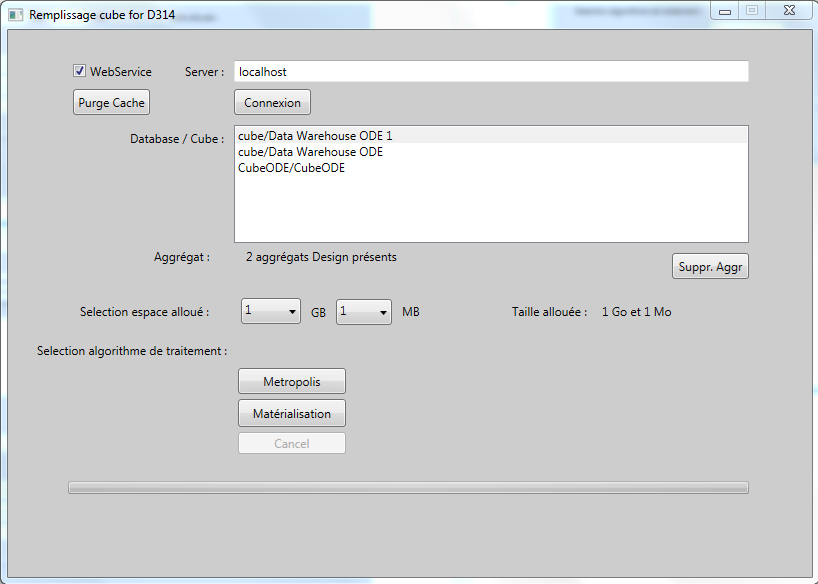 Remplissage cube for D314
WebService Server : localhost
Purge Cache Connexion
Database / Cube : cube/Data Warehouse ODE 1
cube/Data Warehouse ODE
CubeODE/CubeODE
Aggrégat : 2 aggrégats Design présents
Suppr. Aggr
Selection espace alloué : 1 GB 1 MB Taille allouée : 1 Go et 1 Mo
Selection algorithme de traitement :
Metropolis
Matérialisation
Cancel